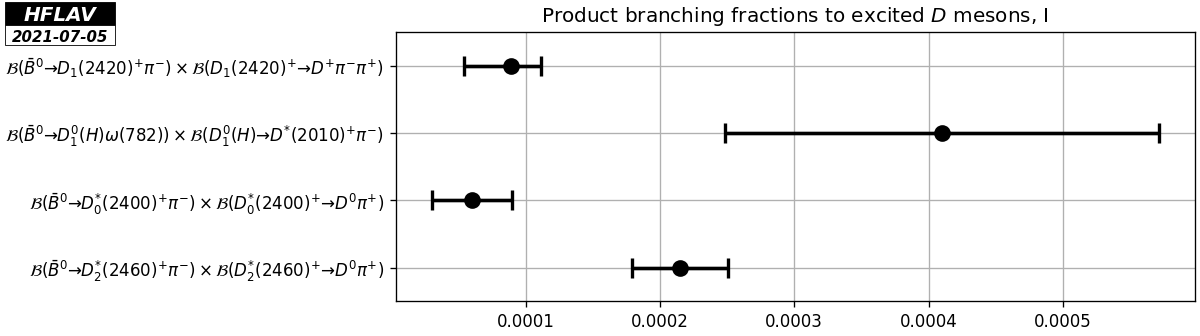 HFLAV
2021-07-05
Product branching fractions to excited D mesons, I
ℬ(B̄⁰→D₁(2420)⁺π⁻) × ℬ(D₁(2420)⁺→D⁺π⁻π⁺)
ℬ(B̄⁰→D₁⁰(H)ω(782)) × ℬ(D₁⁰(H)→D*(2010)⁺π⁻)
ℬ(B̄⁰→D₀*(2400)⁺π⁻) × ℬ(D₀*(2400)⁺→D⁰π⁺)
ℬ(B̄⁰→D₂*(2460)⁺π⁻) × ℬ(D₂*(2460)⁺→D⁰π⁺)
0.0001 0.0002 0.0003 0.0004 0.0005